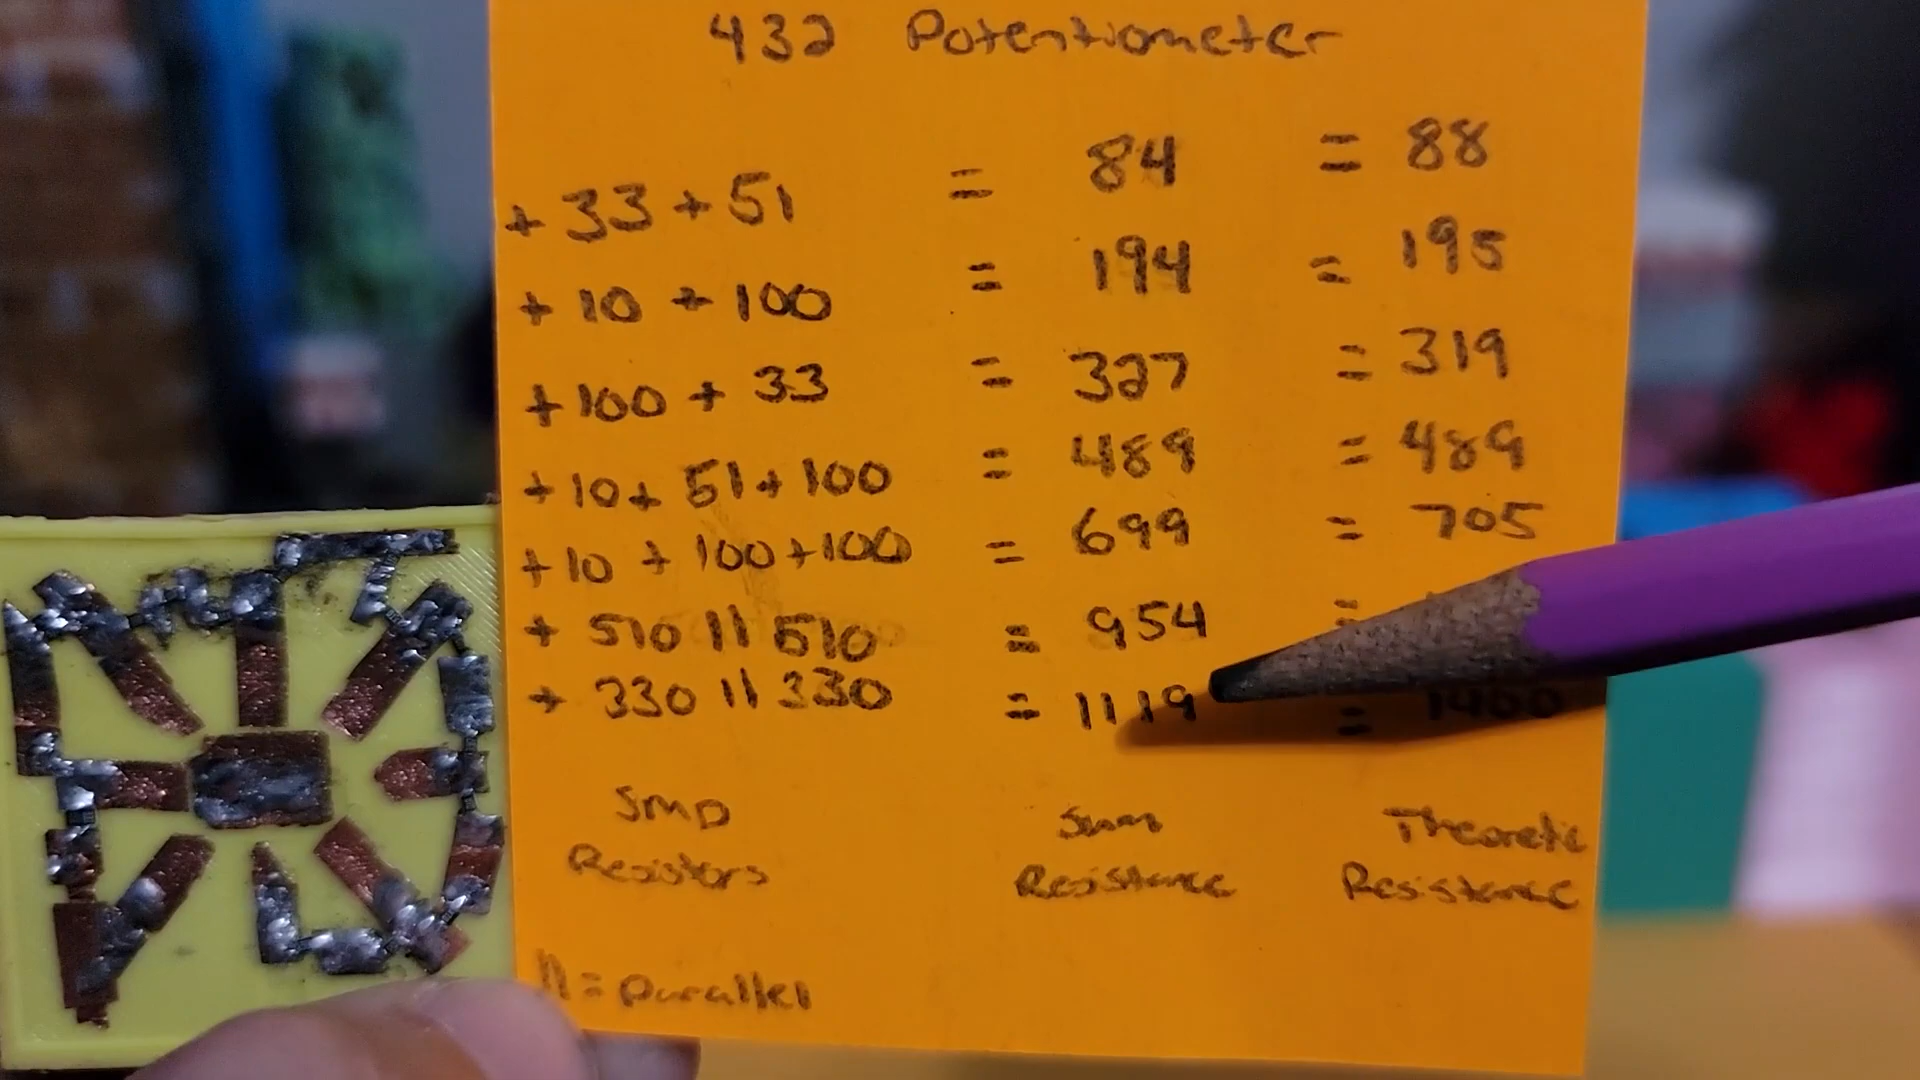 432 Potentiometer
+ 33 + 51 = 84 = 88
+ 10 + 100 = 194 = 195
+ 100 + 33 = 327 = 319
+ 10 + 51 + 100 = 489 = 489
+ 10 + 100 + 100 = 699 = 705
+ 510 || 510 = 954 =
+ 330 || 330 = 1119 =
SMD Resistors
Sum Resistance
Theoretic Resistance
|| = parallel